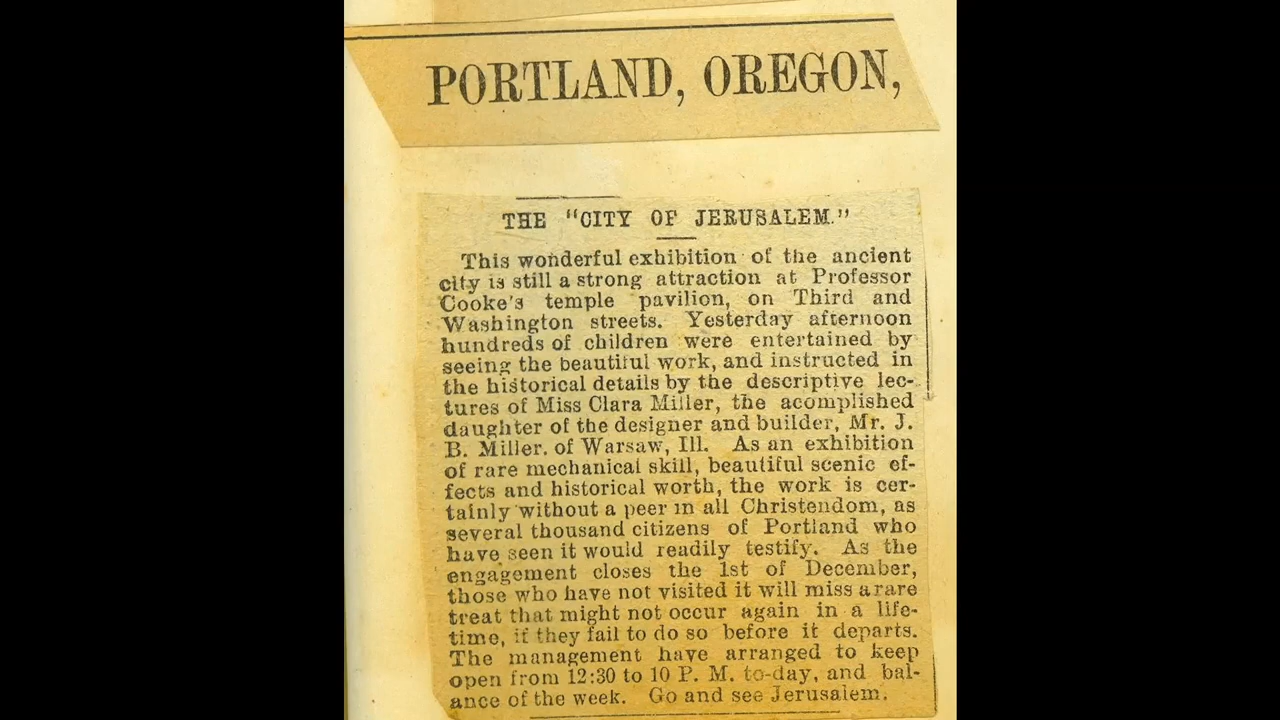 PORTLAND, OREGON,
THE "CITY OF JERUSALEM."
This wonderful exhibition of the ancient
city is still a strong attraction at Professor
Cooke's temple pavilion, on Third and
Washington streets. Yesterday afternoon
hundreds of children were entertained by
seeing the beautiful work, and instructed in
the historical details by the descriptive lec-
tures of Miss Clara Miller, the acomplished
daughter of the designer and builder, Mr. J.
B. Miller. of Warsaw, Ill. As an exhibition
of rare mechanical skill, beautiful scenic ef-
fects and historical worth, the work is cer-
tainly without a peer in all Christendom, as
several thousand citizens of Portland who
have seen it would readily testify. As the
engagement closes the 1st of December,
those who have not visited it will miss a rare
treat that might not occur again in a life-
time, if they fail to do so before it departs.
The management have arranged to keep
open from 12:30 to 10 P. M. to-day, and bal-
ance of the week. Go and see Jerusalem.